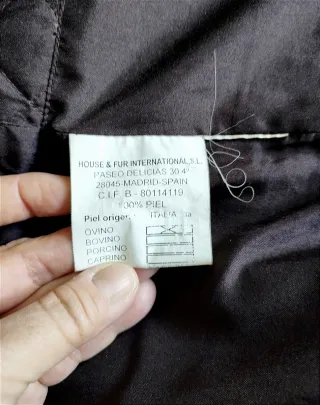 HOUSE & FUR INTERNATIONAL,S.L.
PASEO DELICIAS 30 4º
28045-MADRID-SPAIN
C.I.F. B - 80114119
100% PIEL
Piel origen: ITALIA
OVINO
BOVINO
PORCINO
CAPRINO